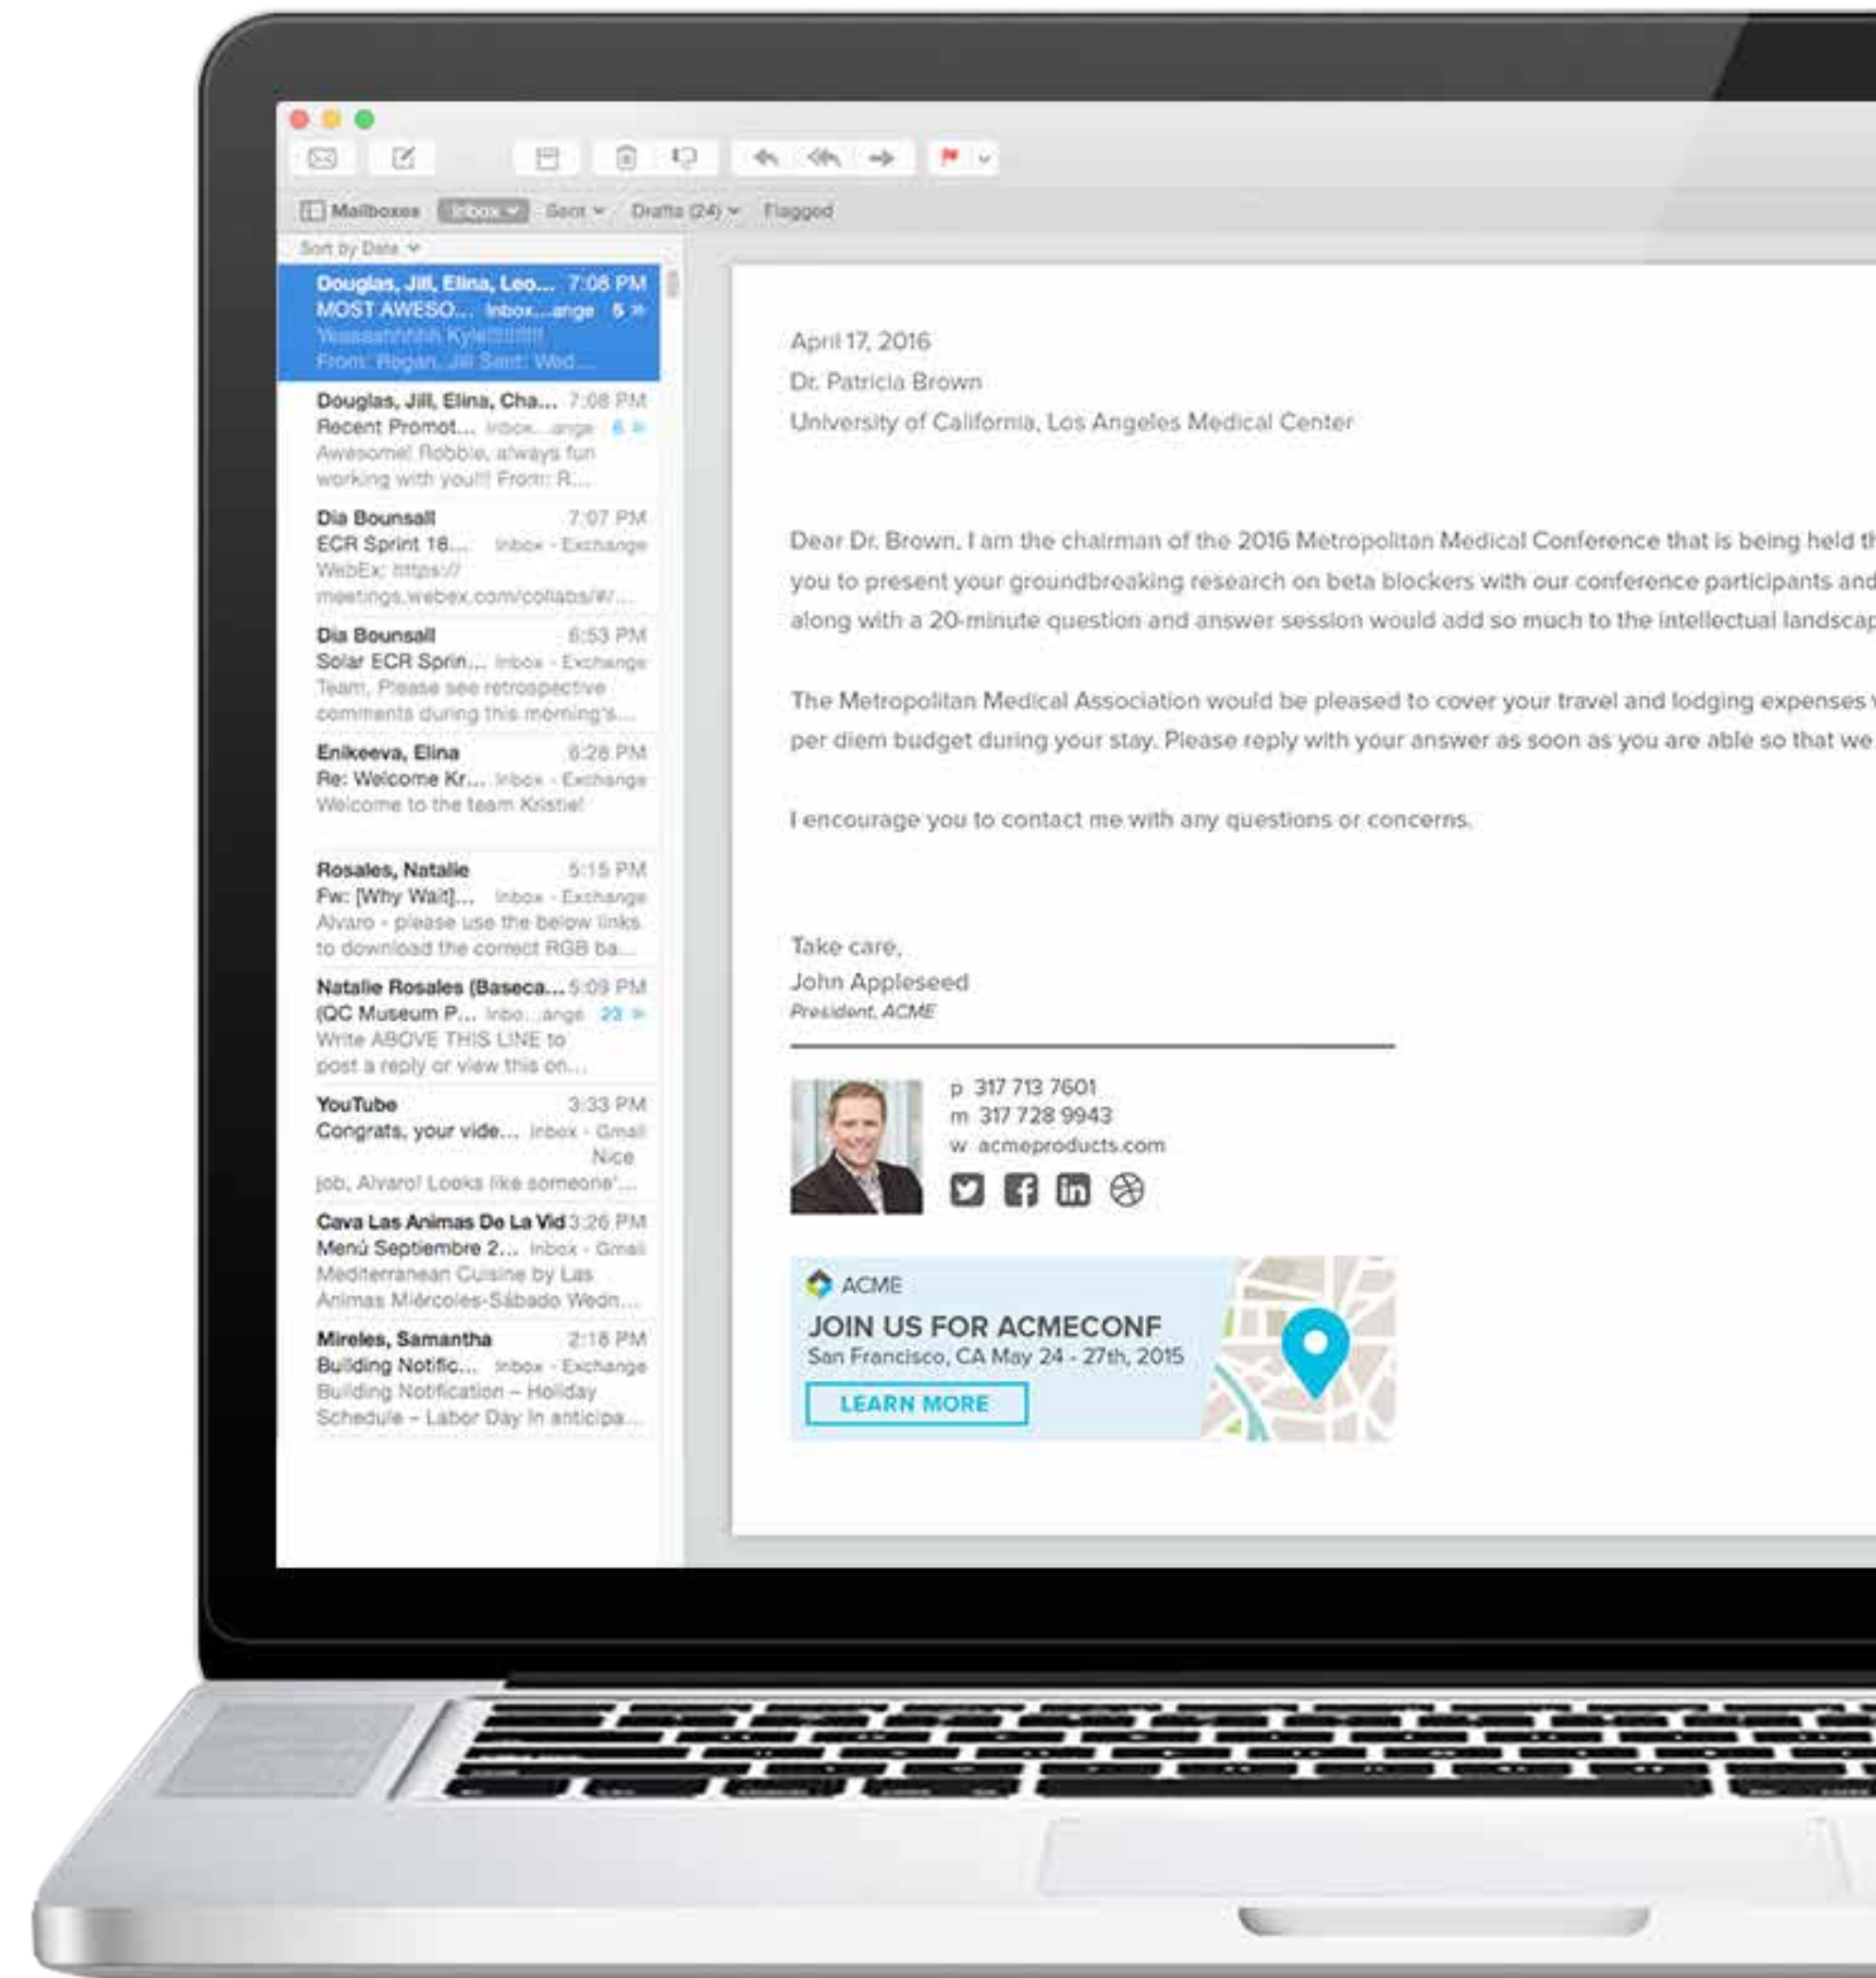 Mailboxes Inbox Sent Drafts (24) Flagged
Sort by Date
Douglas, Jill, Elina, Leo... 7:08 PM
MOST AWESO... Inbox...ange 5
From: Regan, Jill Sent: Wed...
Douglas, Jill, Elina, Cha... 7:08 PM
Recent Promot... Inbox...ange 6
Awesome! Robbie, always fun
working with you!!! From: R...
Dia Bounsall 7:07 PM
ECR Sprint 18... Inbox - Exchange
WebEx: https://
meetings.webex.com/collabs/#/...
Dia Bounsall 6:53 PM
Solar ECR Sprin... Inbox - Exchange
Team, Please see retrospective
comments during this morning's...
Enikeeva, Elina 6:28 PM
Re: Welcome Kr... Inbox - Exchange
Welcome to the team Kristie!
Rosales, Natalie 5:15 PM
Fw: [Why Wait]... Inbox - Exchange
Alvaro - please use the below links
to download the correct RGB ba...
Natalie Rosales (Baseca... 5:09 PM
(QC Museum P... Inbo...ange 23
Write ABOVE THIS LINE to
post a reply or view this on...
YouTube 3:33 PM
Congrats, your vide... Inbox - Gmail
Nice
job, Alvaro! Looks like someone'...
Cava Las Animas De La Vid 3:26 PM
Menú Septiembre 2... Inbox - Gmail
Mediterranean Cuisine by Las
Animas Miércoles-Sábado Wedn...
Mireles, Samantha 2:18 PM
Building Notific... Inbox - Exchange
Building Notification – Holiday
Schedule – Labor Day In anticipa...
April 17, 2016
Dr. Patricia Brown
University of California, Los Angeles Medical Center
Dear Dr. Brown, I am the chairman of the 2016 Metropolitan Medical Conference that is being held th
you to present your groundbreaking research on beta blockers with our conference participants and
along with a 20-minute question and answer session would add so much to the intellectual landscap
The Metropolitan Medical Association would be pleased to cover your travel and lodging expenses
per diem budget during your stay. Please reply with your answer as soon as you are able so that we
I encourage you to contact me with any questions or concerns.
Take care,
John Appleseed
President, ACME
p 317 713 7601
m 317 728 9943
w acmeproducts.com
ACME
JOIN US FOR ACMECONF
San Francisco, CA May 24 - 27th, 2015
LEARN MORE